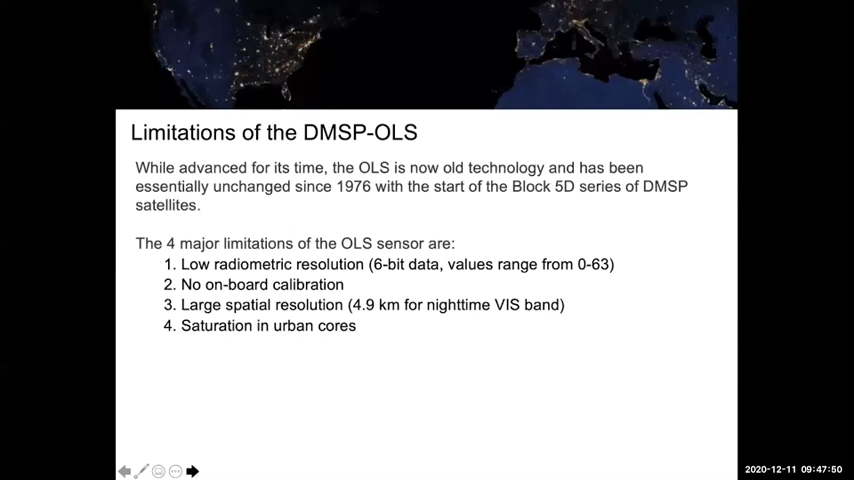 Limitations of the DMSP-OLS
While advanced for its time, the OLS is now old technology and has been
essentially unchanged since 1976 with the start of the Block 5D series of DMSP
satellites.
The 4 major limitations of the OLS sensor are:
1. Low radiometric resolution (6-bit data, values range from 0-63)
2. No on-board calibration
3. Large spatial resolution (4.9 km for nighttime VIS band)
4. Saturation in urban cores
2020-12-11 09:47:50